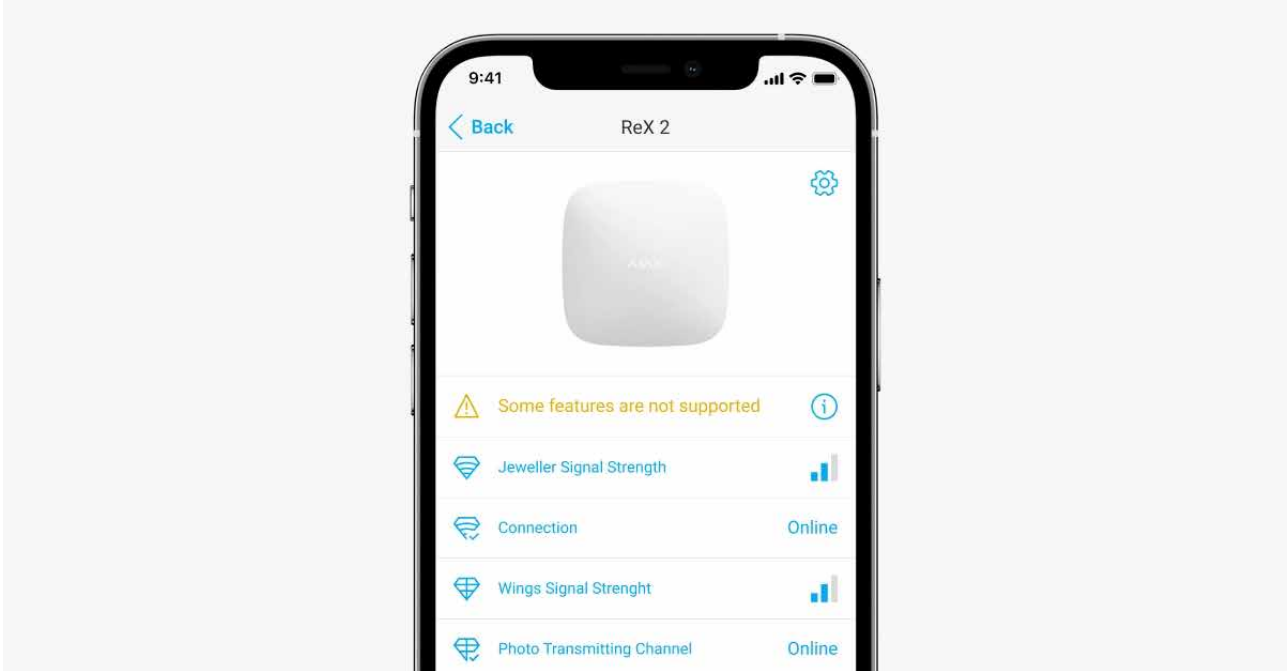 9:41
Back
ReX 2
AJAX
Some features are not supported
Jeweller Signal Strength
Connection
Online
Wings Signal Strenght
Photo Transmitting Channel
Online